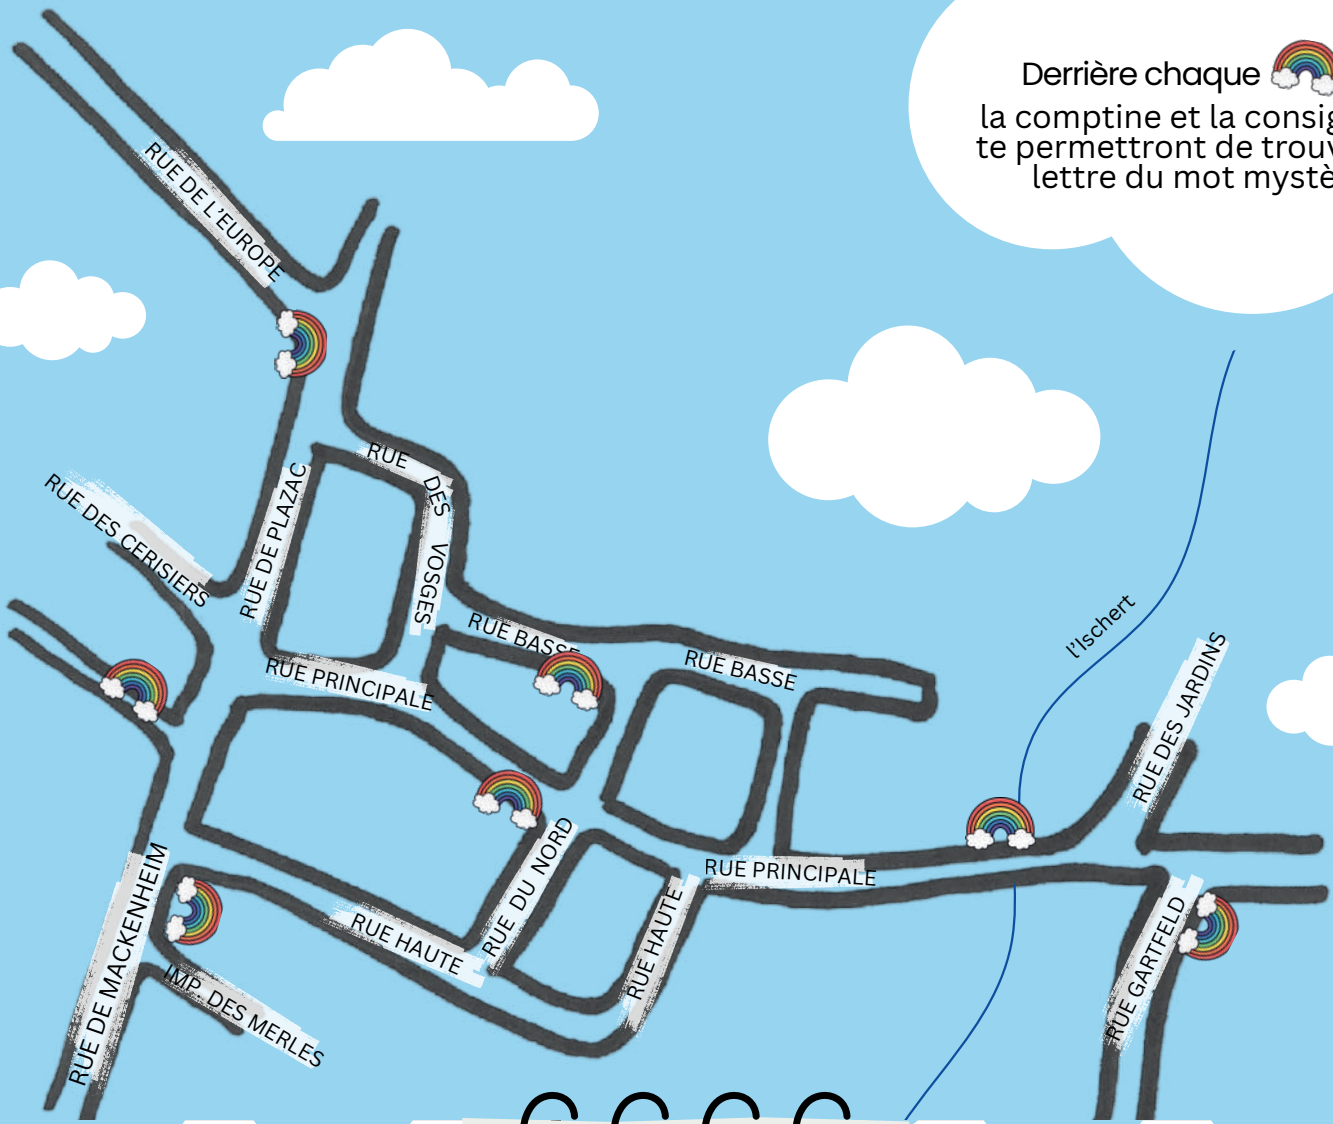 Derrière chaque
la comptine et la consig
te permettront de trouv
lettre du mot mystè
RUE DE L'EUROPE
RUE DES VOSGES
RUE DES CERISIERS
RUE DE PLAZAC
RUE BASSE
RUE BASSE
RUE PRINCIPALE
l'Ischert
RUE DES JARDINS
RUE DU NORD
RUE PRINCIPALE
RUE DE MACKENHEIM
RUE HAUTE
RUE HAUTE
RUE GARTFELD
IMP. DES MERLES